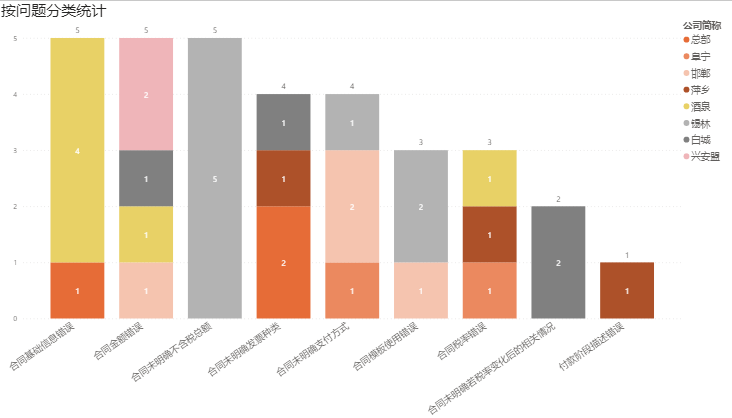 按问题分类统计
公司简称
总部
阜宁
邯郸
萍乡
酒泉
锡林
白城
兴安盟
5
4
3
2
1
0
5
4
1
5
2
1
1
1
5
5
4
1
1
2
4
1
2
1
3
2
1
3
1
1
1
2
2
1
1
合同基础信息错误
合同金额错误
合同未明确不含税总额
合同未明确发票种类
合同未明确支付方式
合同模板使用错误
合同税率错误
合同未明确若税率变化后的相关情况
付款阶段描述错误